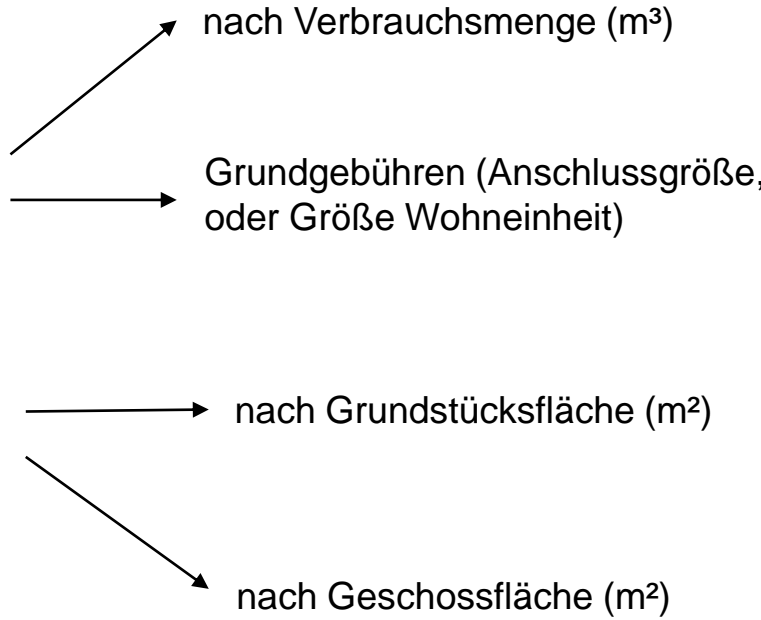 nach Verbrauchsmenge (m³)
Grundgebühren (Anschlussgröße,
oder Größe Wohneinheit)
nach Grundstücksfläche (m²)
nach Geschossfläche (m²)